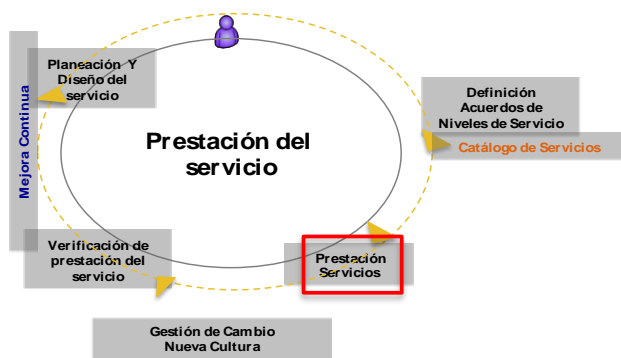 Planeación Y
Diseño del
servicio
Mejora Continua
Definición
Acuerdos de
Niveles de Servicio
Catálogo de Servicios
Prestación del
servicio
Verificación de
prestación del
servicio
Prestación
Servicios
Gestión de Cambio
Nueva Cultura